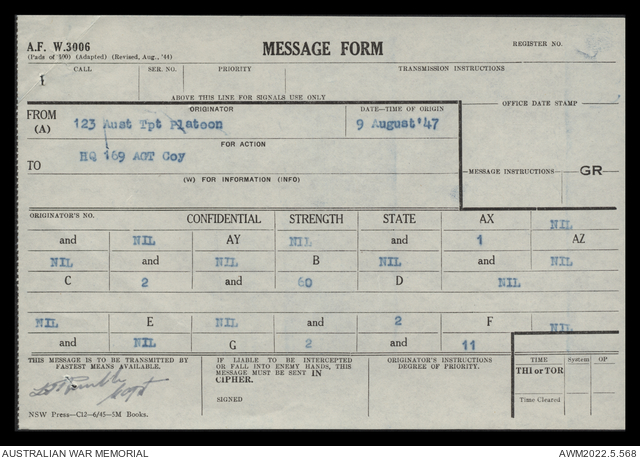 A.F. W.3006
(Pads of 100) (Adapted) (Revised, Aug., '44)
MESSAGE FORM
REGISTER NO.
CALL SER. NO. PRIORITY TRANSMISSION INSTRUCTIONS
ABOVE THIS LINE FOR SIGNALS USE ONLY
ORIGINATOR DATE–TIME OF ORIGIN OFFICE DATE STAMP
FROM
(A) 123 Aust Tpt Platoon 9 August '47
FOR ACTION
TO HQ 169 AGT Coy
MESSAGE INSTRUCTIONS GR
(W) FOR INFORMATION (INFO)
ORIGINATOR'S NO. CONFIDENTIAL STRENGTH STATE AX NIL
and NIL AY NIL and 1 AZ
NIL and NIL B NIL and NIL
C 2 and 60 D NIL
NIL E NIL and 2 F NIL
and NIL G 2 and 11
THIS MESSAGE IS TO BE TRANSMITTED BY
FASTEST MEANS AVAILABLE.
IF LIABLE TO BE INTERCEPTED
OR FALL INTO ENEMY HANDS, THIS
MESSAGE MUST BE SENT IN
CIPHER.
SIGNED
ORIGINATOR'S INSTRUCTIONS
DEGREE OF PRIORITY.
TIME System OP
THI or TOR
Time Cleared
Capt
NSW Press—C12—6/45—5M Books.
AUSTRALIAN WAR MEMORIAL AWM2022.5.568